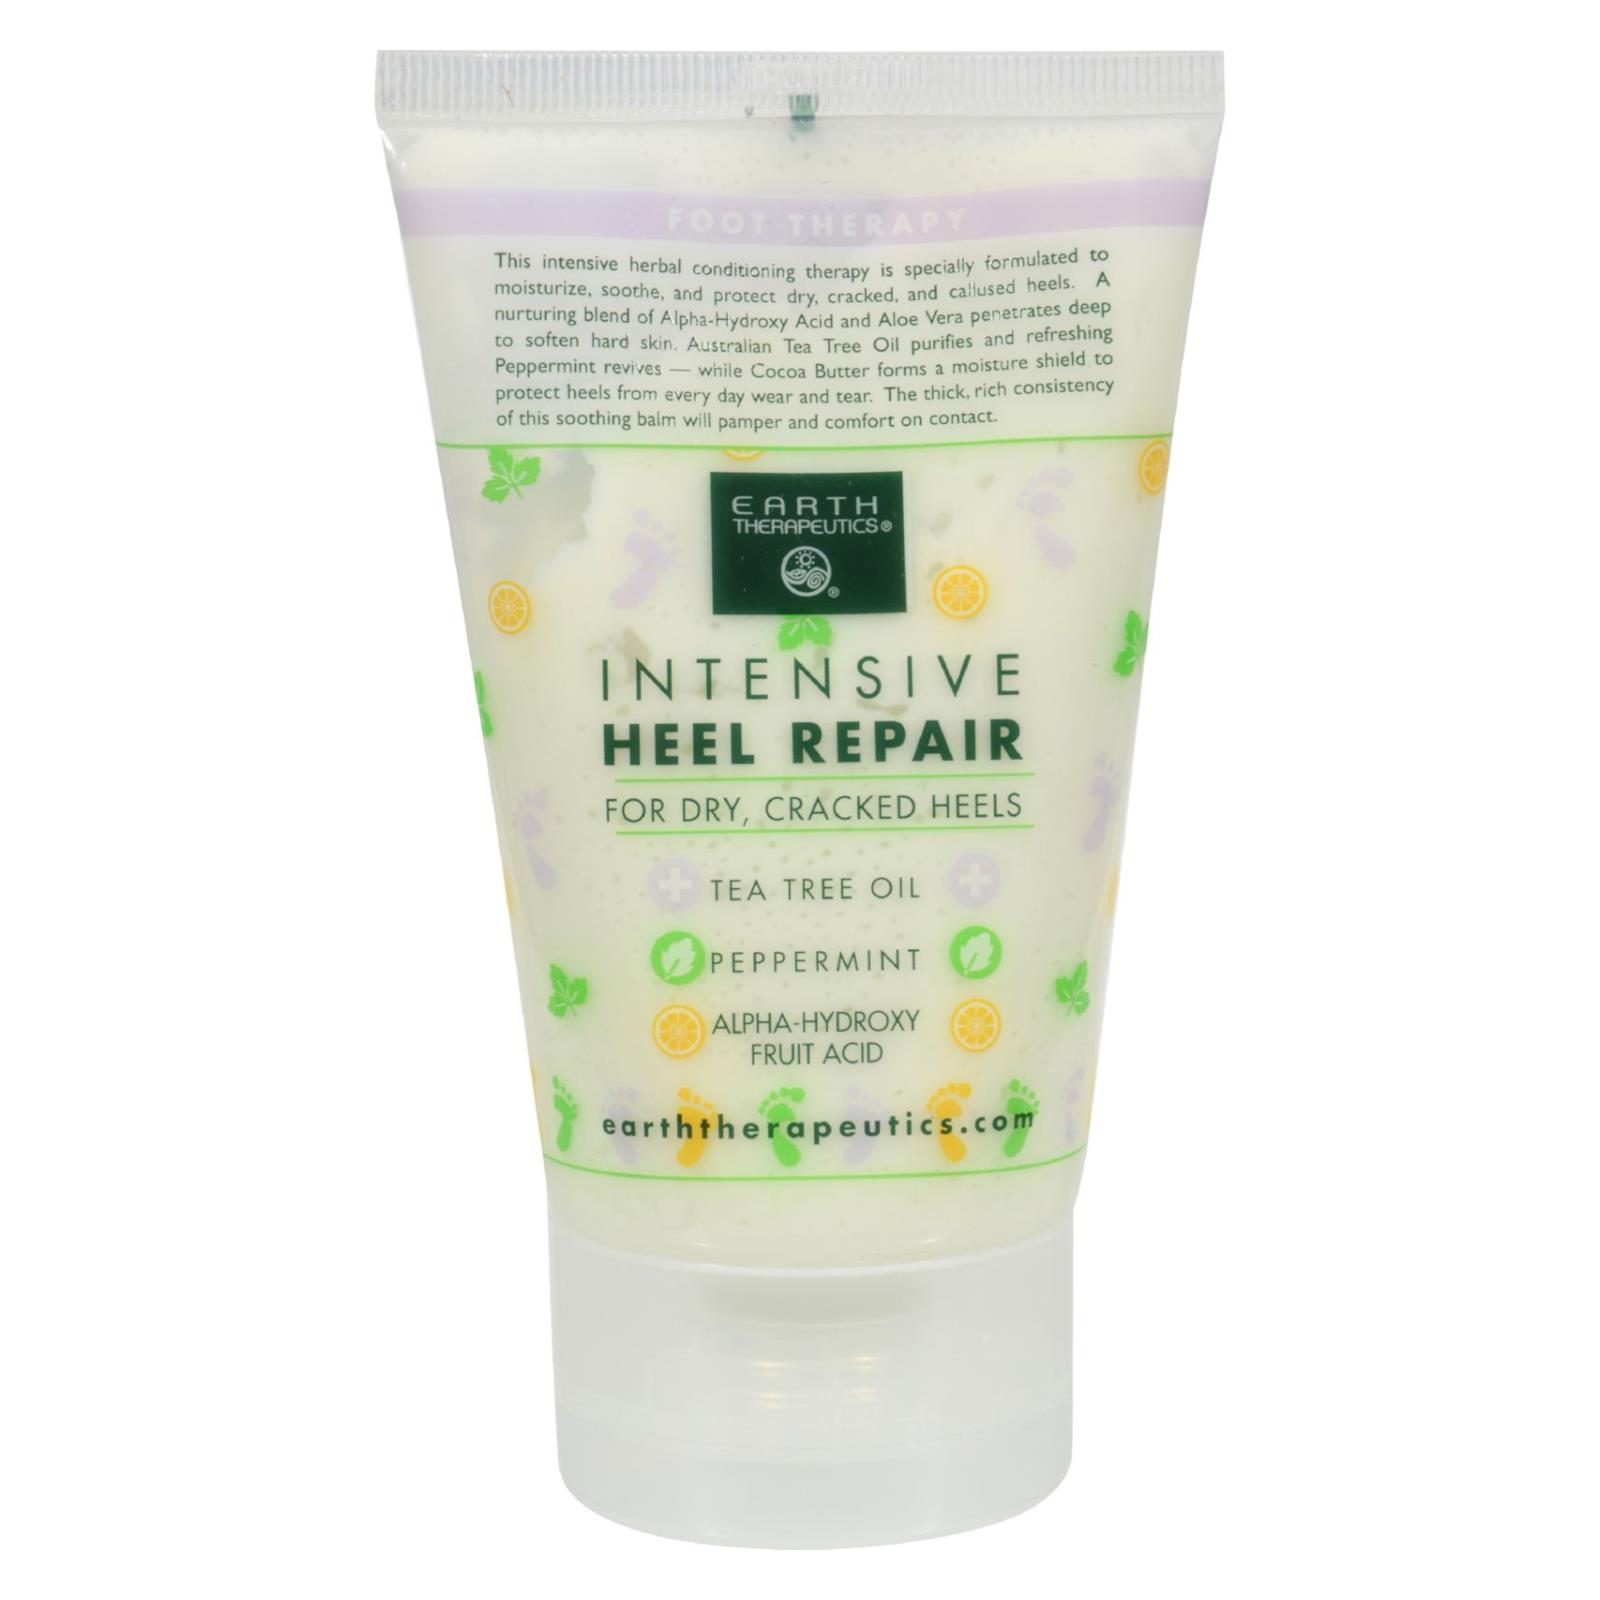 FOOT THERAPY
This intensive herbal conditioning therapy is specially formulated to
moisturize, soothe, and protect dry, cracked, and callused heels. A
nurturing blend of Alpha-Hydroxy Acid and Aloe Vera penetrates deep
to soften hard skin. Australian Tea Tree Oil purifies and refreshing
Peppermint revives — while Cocoa Butter forms a moisture shield to
protect heels from every day wear and tear. The thick, rich consistency
of this soothing balm will pamper and comfort on contact.
EARTH
THERAPEUTICS®
®
INTENSIVE
HEEL REPAIR
FOR DRY, CRACKED HEELS
TEA TREE OIL
PEPPERMINT
ALPHA-HYDROXY
FRUIT ACID
earththerapeutics.com